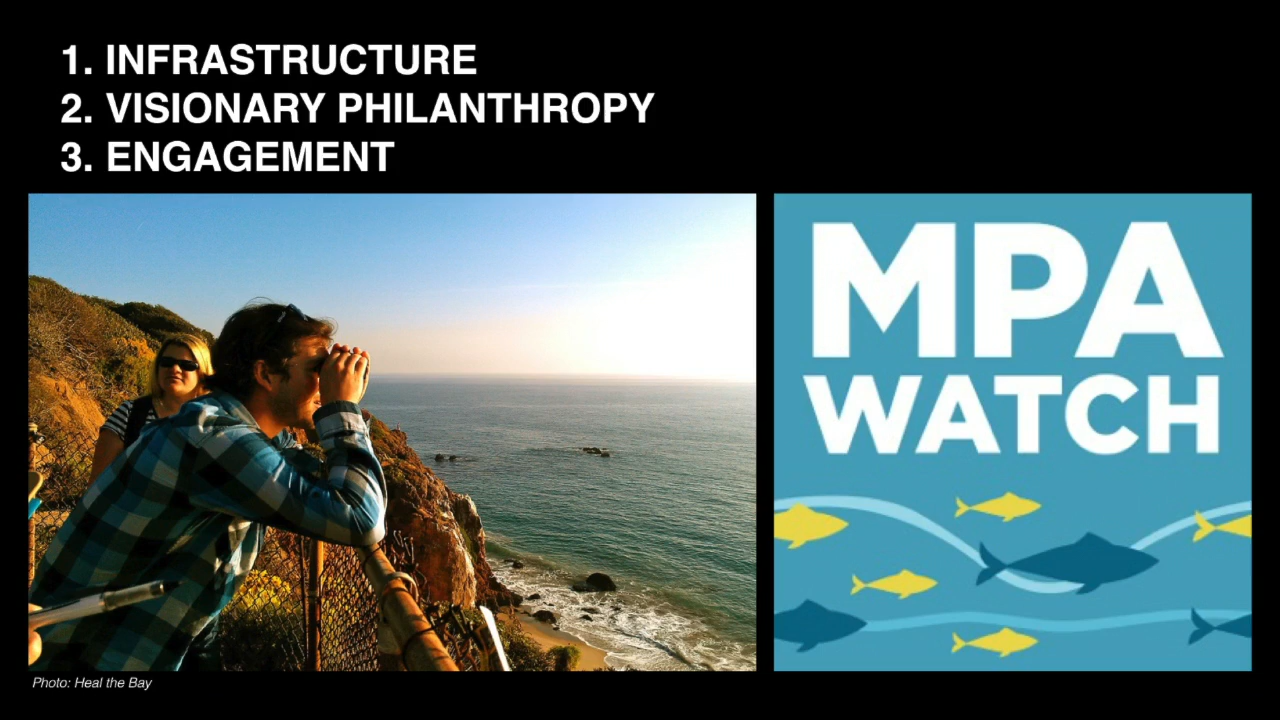 1. INFRASTRUCTURE
2. VISIONARY PHILANTHROPY
3. ENGAGEMENT
MPA
WATCH
Photo: Heal the Bay